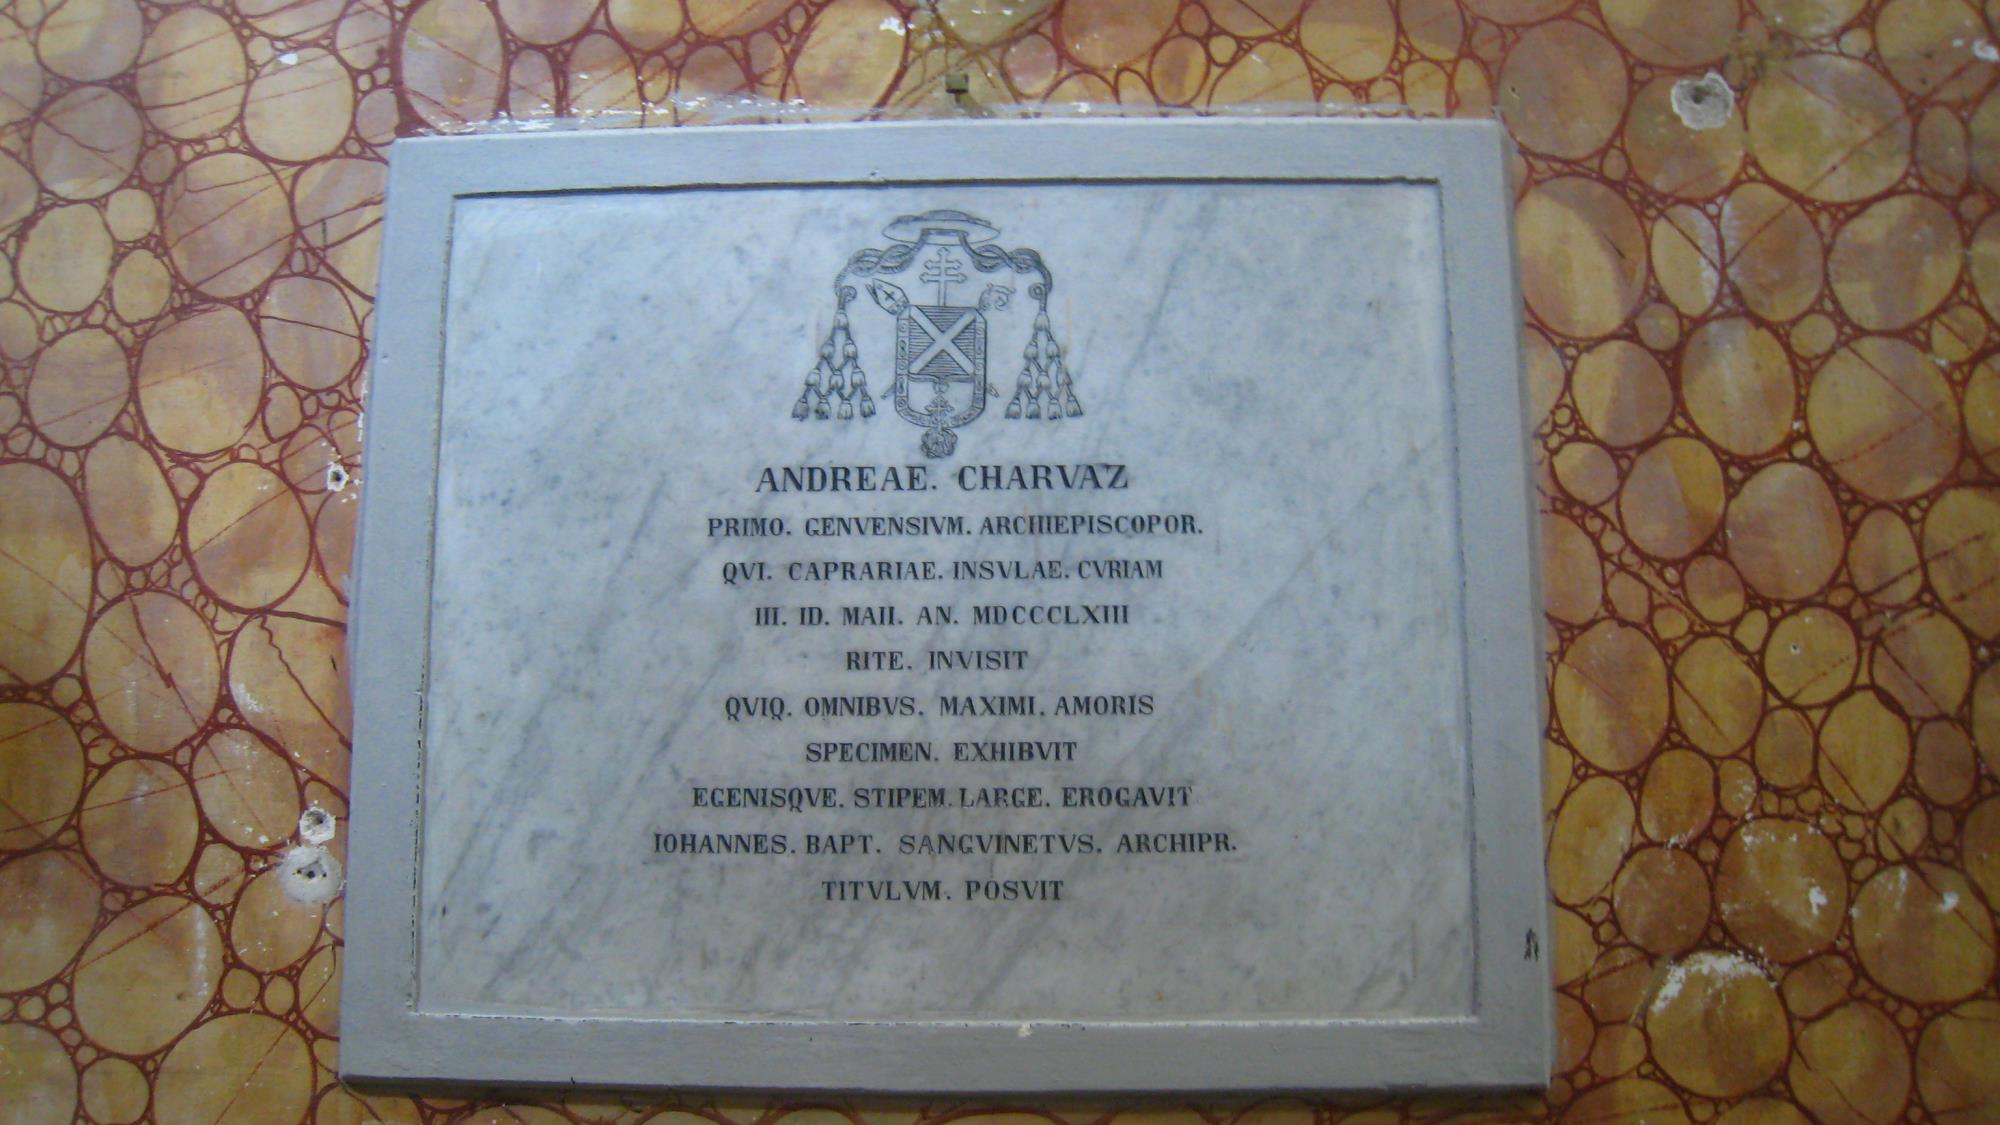 ANDREAE. CHARVAZ
PRIMO. GENVENSIVM. ARCHIEPISCOPOR.
QVI. CAPRARIAE. INSVLAE. CVRIAM
III. ID. MAII. AN. MDCCCLXIII
RITE. INVISIT
QVIQ. OMNIBVS. MAXIMI. AMORIS
SPECIMEN. EXHIBVIT
EGENISQVE. STIPEM. LARGE. EROGAVIT
IOHANNES. BAPT. SANGVINETVS. ARCHIPR.
TITVLVM. POSVIT